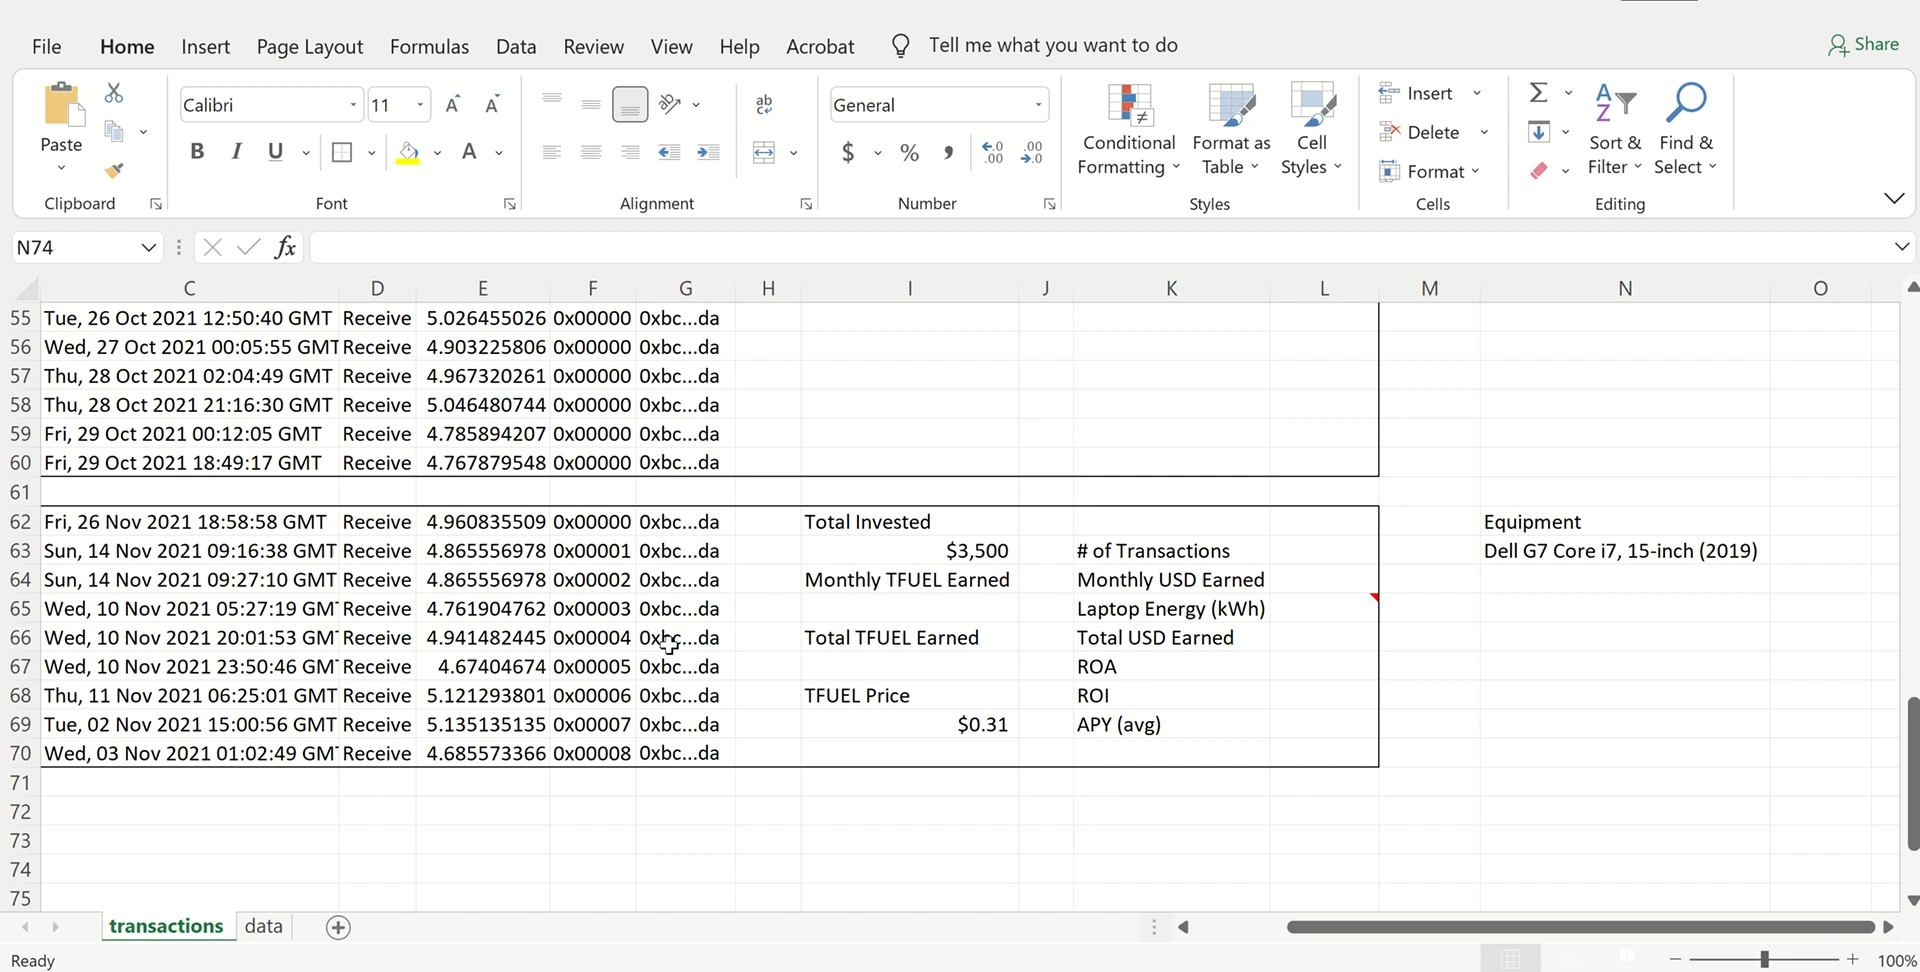 File Home Insert Page Layout Formulas Data Review View Help Acrobat Tell me what you want to do Share
Paste
Clipboard
Calibri 11 A A
B I U A
Font
ab
Alignment
General
$ % , .0 .00 .00 .0
Number
Conditional Formatting
Format as Table
Cell Styles
Styles
Insert
Delete
Format
Cells
Sort & Filter
Find & Select
Editing
N74 fx
C D E F G H I J K L M N O
55 Tue, 26 Oct 2021 12:50:40 GMT Receive 5.026455026 0x00000 0xbc...da
56 Wed, 27 Oct 2021 00:05:55 GMT Receive 4.903225806 0x00000 0xbc...da
57 Thu, 28 Oct 2021 02:04:49 GMT Receive 4.967320261 0x00000 0xbc...da
58 Thu, 28 Oct 2021 21:16:30 GMT Receive 5.046480744 0x00000 0xbc...da
59 Fri, 29 Oct 2021 00:12:05 GMT Receive 4.785894207 0x00000 0xbc...da
60 Fri, 29 Oct 2021 18:49:17 GMT Receive 4.767879548 0x00000 0xbc...da
61
62 Fri, 26 Nov 2021 18:58:58 GMT Receive 4.960835509 0x00000 0xbc...da Total Invested Equipment
63 Sun, 14 Nov 2021 09:16:38 GMT Receive 4.865556978 0x00001 0xbc...da $3,500 # of Transactions Dell G7 Core i7, 15-inch (2019)
64 Sun, 14 Nov 2021 09:27:10 GMT Receive 4.865556978 0x00002 0xbc...da Monthly TFUEL Earned Monthly USD Earned
65 Wed, 10 Nov 2021 05:27:19 GMT Receive 4.761904762 0x00003 0xbc...da Laptop Energy (kWh)
66 Wed, 10 Nov 2021 20:01:53 GMT Receive 4.941482445 0x00004 0xbc...da Total TFUEL Earned Total USD Earned
67 Wed, 10 Nov 2021 23:50:46 GMT Receive 4.67404674 0x00005 0xbc...da ROA
68 Thu, 11 Nov 2021 06:25:01 GMT Receive 5.121293801 0x00006 0xbc...da TFUEL Price ROI
69 Tue, 02 Nov 2021 15:00:56 GMT Receive 5.135135135 0x00007 0xbc...da $0.31 APY (avg)
70 Wed, 03 Nov 2021 01:02:49 GMT Receive 4.685573366 0x00008 0xbc...da
71
72
73
74
75
transactions data
Ready 100%